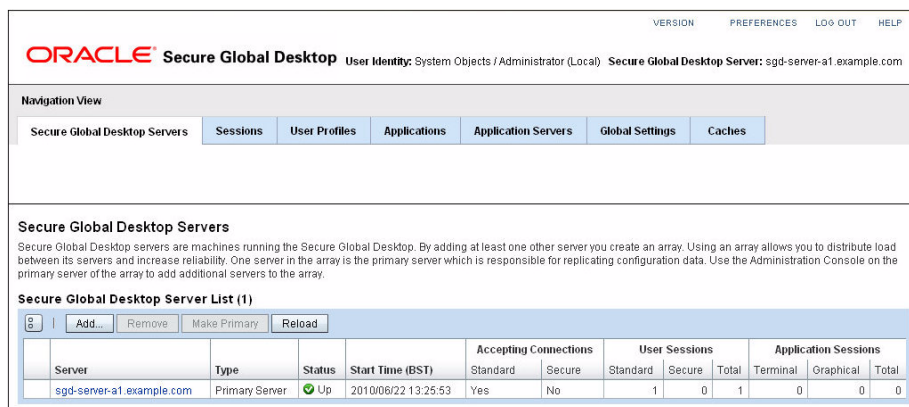 VERSION PREFERENCES LOG OUT HELP
ORACLE Secure Global Desktop User Identity: System Objects / Administrator (Local) Secure Global Desktop Server: sgd-server-a1.example.com
Navigation View
Secure Global Desktop Servers Sessions User Profiles Applications Application Servers Global Settings Caches
Secure Global Desktop Servers
Secure Global Desktop servers are machines running the Secure Global Desktop. By adding at least one other server you create an array. Using an array allows you to distribute load
between its servers and increase reliability. One server in the array is the primary server which is responsible for replicating configuration data. Use the Administration Console on the
primary server of the array to add additional servers to the array.
Secure Global Desktop Server List (1)
Add... Remove Make Primary Reload
Accepting Connections User Sessions Application Sessions
Server Type Status Start Time (BST) Standard Secure Standard Secure Total Terminal Graphical Total
sgd-server-a1.example.com Primary Server Up 2010/06/22 13:25:53 Yes No 1 0 1 0 0 0